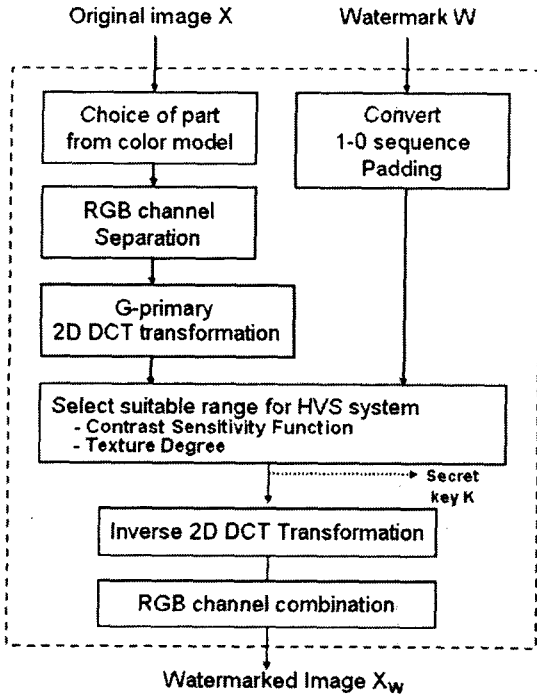 Original image X
Watermark W
Choice of part
from color model
Convert
1-0 sequence
Padding
RGB channel
Separation
G-primary
2D DCT transformation
Select suitable range for HVS system
- Contrast Sensitivity Function
- Texture Degree
Secret
key K
Inverse 2D DCT Transformation
RGB channel combination
Watermarked Image Xw